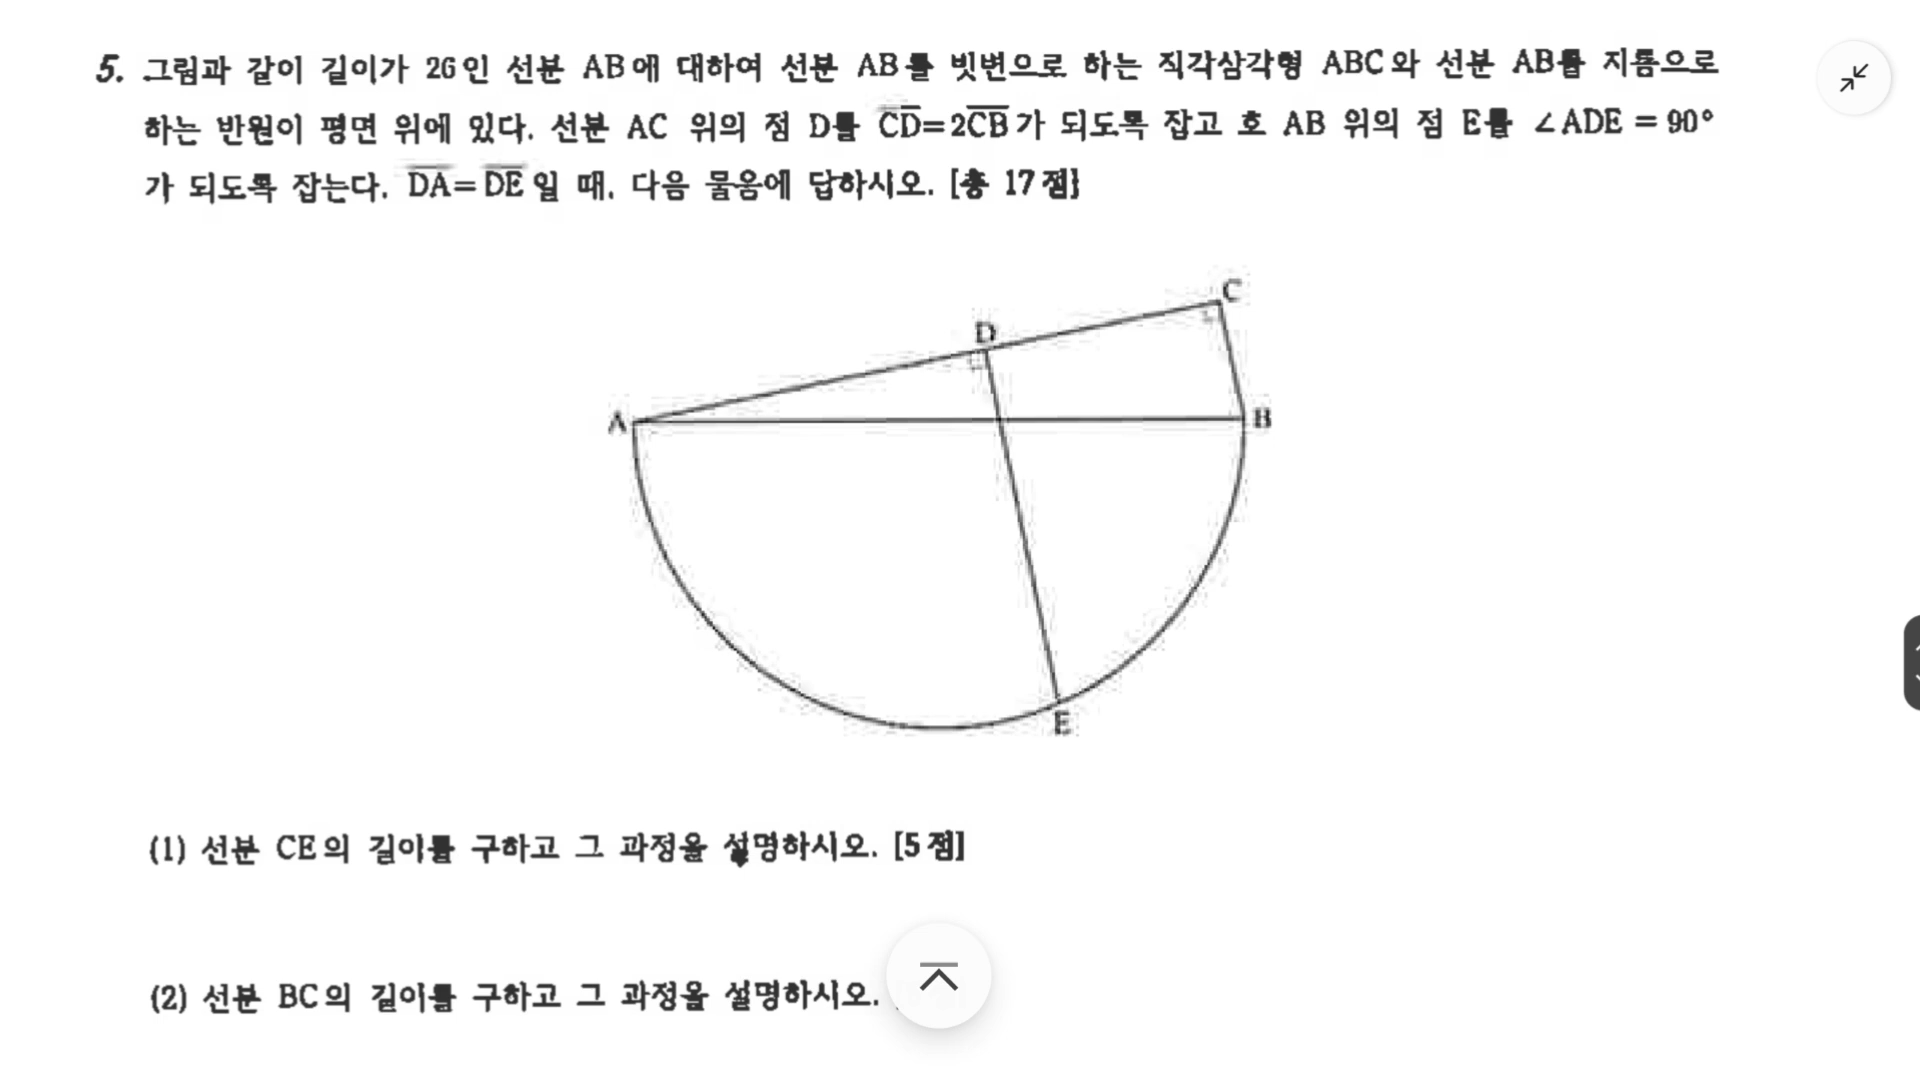 5. 그림과 같이 길이가 26인 선분 AB에 대하여 선분 AB를 빗변으로 하는 직각삼각형 ABC와 선분 AB를 지름으로
하는 반원이 평면 위에 있다. 선분 AC 위의 점 D를 CD=2CB가 되도록 잡고 호 AB 위의 점 E를 ∠ADE = 90°
가 되도록 잡는다. DA=DE일 때, 다음 물음에 답하시오. [총 17점]
C
D
A
B
E
(1) 선분 CE의 길이를 구하고 그 과정을 설명하시오. [5점]
(2) 선분 BC의 길이를 구하고 그 과정을 설명하시오.